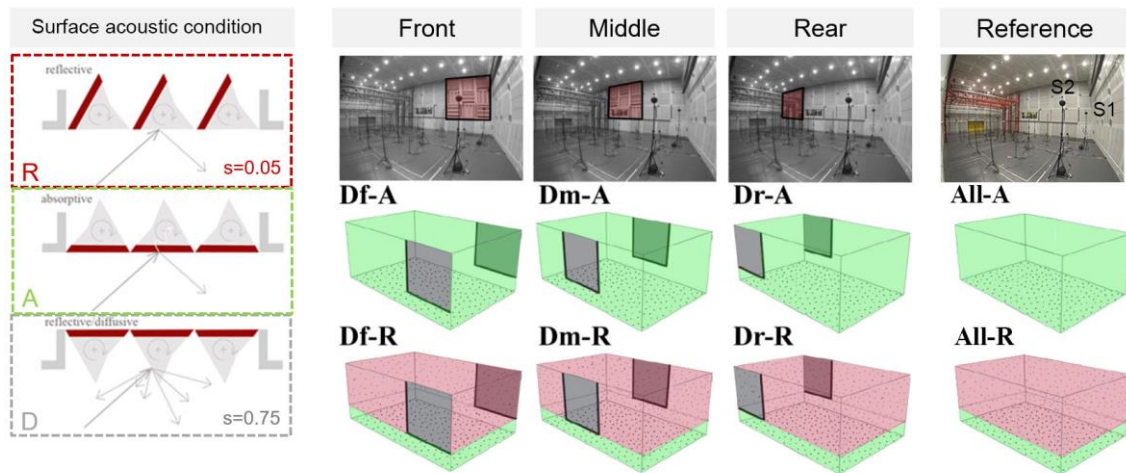 Surface acoustic condition
Front
Middle
Rear
Reference
reflective
R
s=0.05
absorptive
A
reflective/diffusive
D
s=0.75
S2
S1
Df-A
Dm-A
Dr-A
All-A
Df-R
Dm-R
Dr-R
All-R